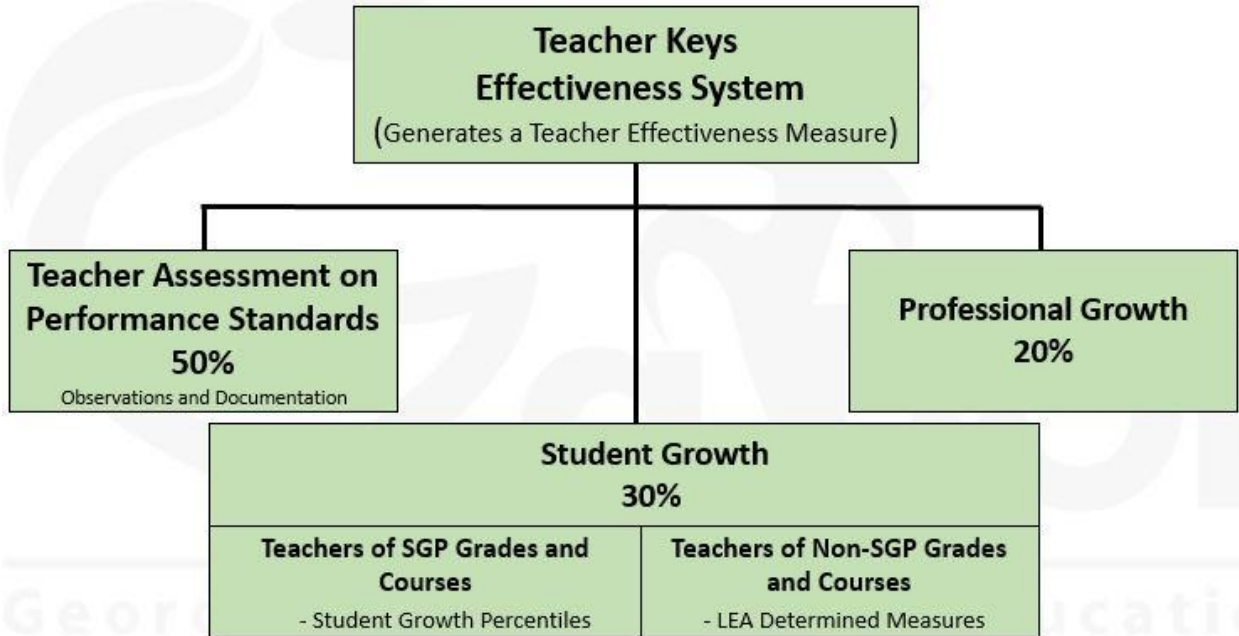 Teacher Keys
Effectiveness System
(Generates a Teacher Effectiveness Measure)
Teacher Assessment on
Performance Standards
50%
Observations and Documentation
Professional Growth
20%
Student Growth
30%
Teachers of SGP Grades and
Courses
- Student Growth Percentiles
Teachers of Non-SGP Grades
and Courses
- LEA Determined Measures